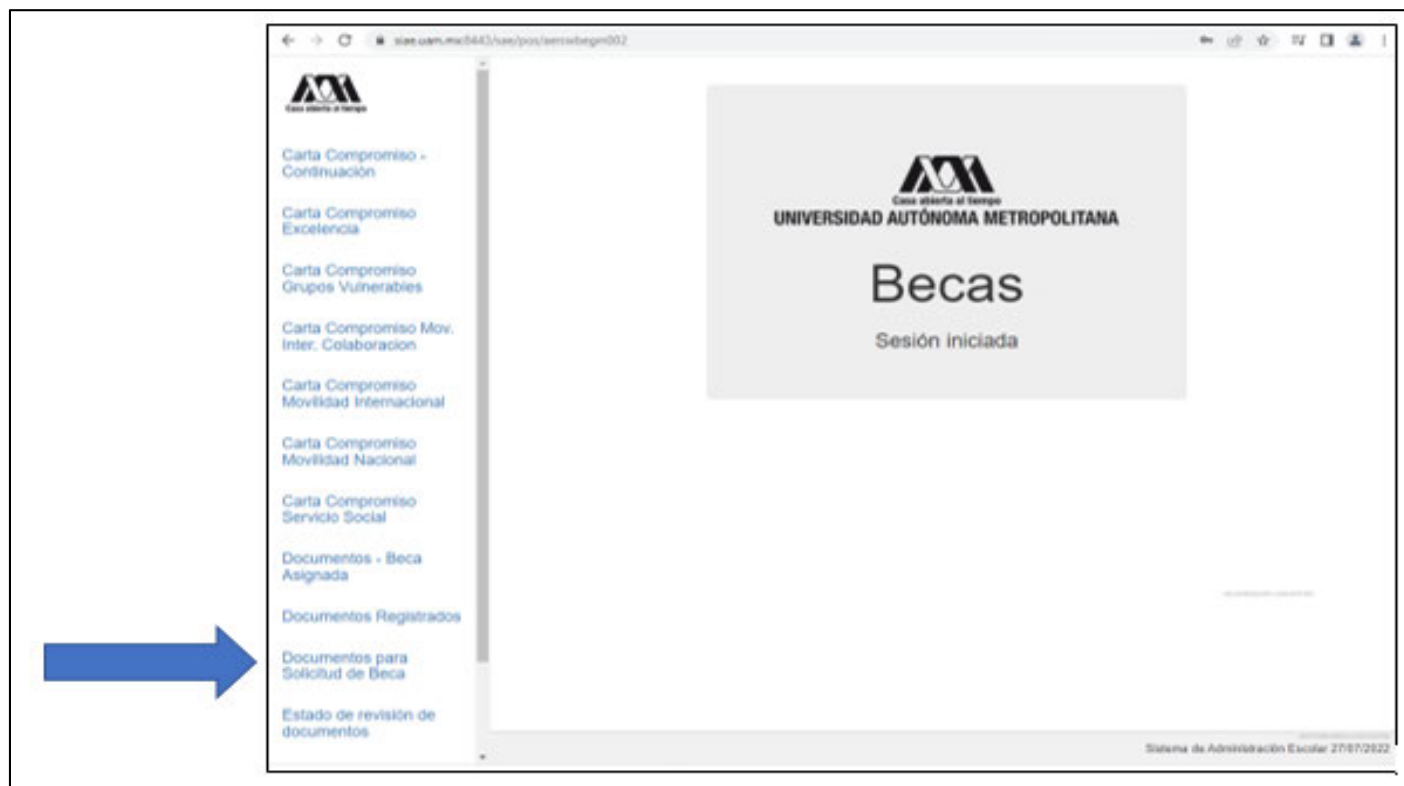 siae.uam.mx:8443/sae/pos/aeswbegm002
Casa abierta al tiempo
Carta Compromiso -
Continuación
Carta Compromiso
Excelencia
Carta Compromiso
Grupos Vulnerables
Carta Compromiso Mov.
Inter. Colaboracion
Carta Compromiso
Movilidad Internacional
Carta Compromiso
Movilidad Nacional
Carta Compromiso
Servicio Social
Documentos - Beca
Asignada
Documentos Registrados
Documentos para
Solicitud de Beca
Estado de revisión de
documentos
Casa abierta al tiempo
UNIVERSIDAD AUTÓNOMA METROPOLITANA
Becas
Sesión iniciada
Sistema de Administración Escolar 27/07/2022